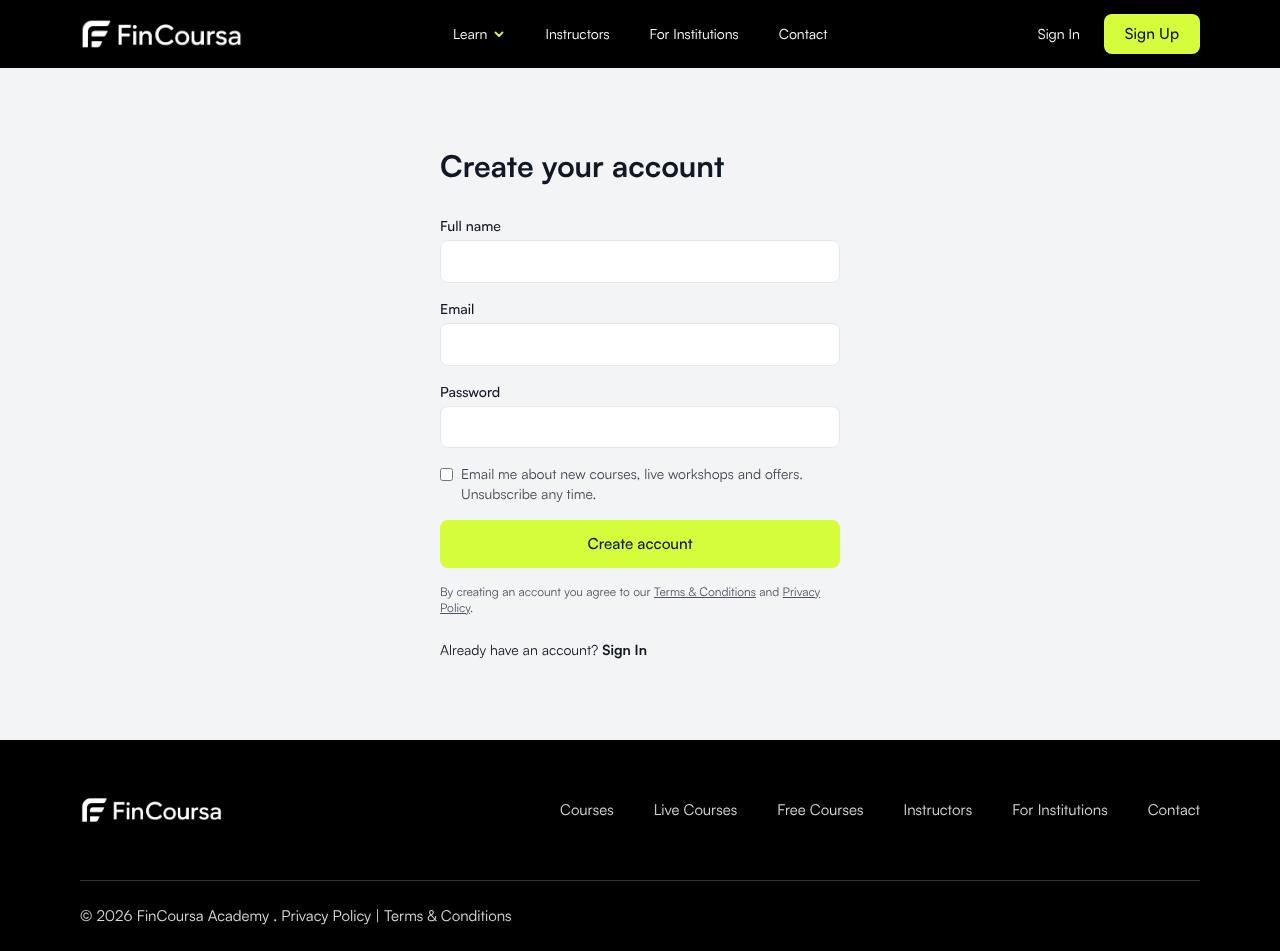 FinCoursa
Learn
Instructors
For Institutions
Contact
Sign In
Sign Up
Create your account
Full name
Email
Password
Email me about new courses, live workshops and offers.
Unsubscribe any time.
Create account
By creating an account you agree to our Terms & Conditions and Privacy
Policy.
Already have an account? Sign In
FinCoursa
Courses
Live Courses
Free Courses
Instructors
For Institutions
Contact
© 2026 FinCoursa Academy . Privacy Policy | Terms & Conditions